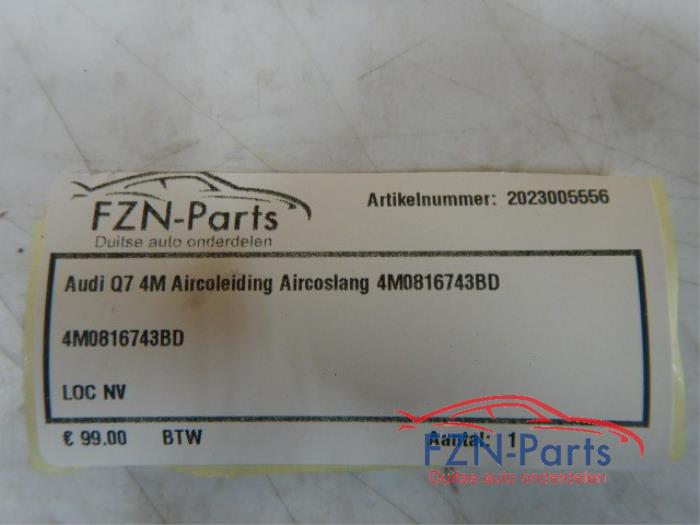 FZN-Parts
Duitse auto onderdelen
Artikelnummer: 2023005556
Audi Q7 4M Aircoleiding Aircoslang 4M0816743BD
4M0816743BD
LOC NV
€ 99.00 BTW Aantal: 1
FZN-Parts
Duitse auto onderdelen